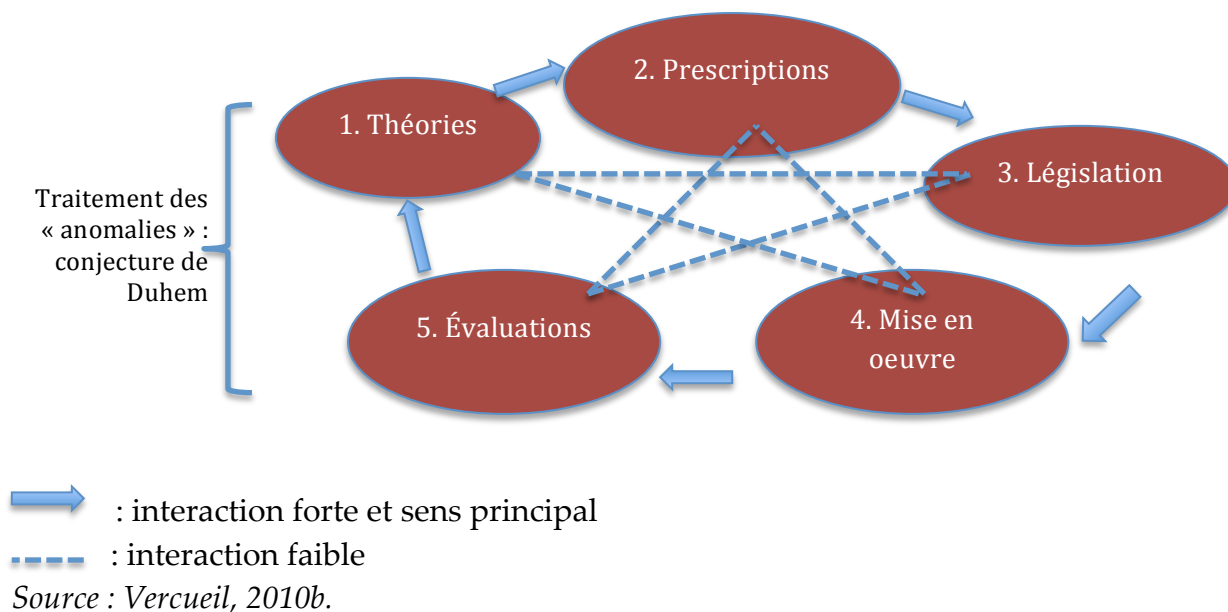 2. Prescriptions
1. Théories
3. Législation
Traitement des
« anomalies » :
conjecture de
Duhem
5. Évaluations
4. Mise en
oeuvre
: interaction forte et sens principal
: interaction faible
Source : Vercueil, 2010b.